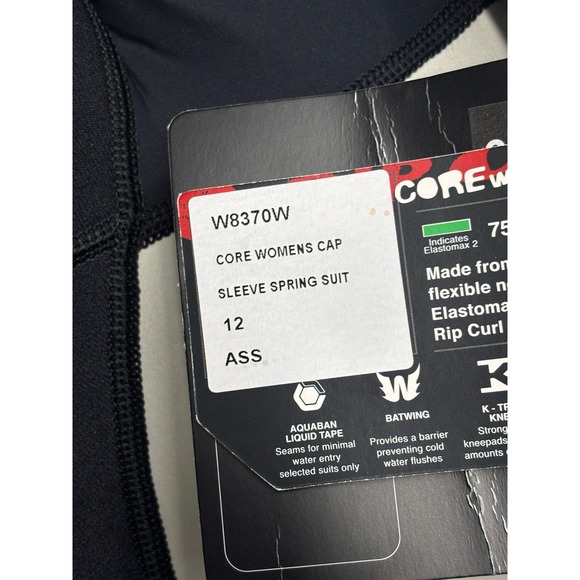 W8370W
CORE WOMENS CAP
SLEEVE SPRING SUIT
12
ASS
CORE
Indicates
Elastomax 2
75
Made from
flexible
Rip Curl
AQUABAN
LIQUID TAPE
Seams for minimal
water entry
selected suits only
BATWING
Provides a barrier
preventing cold
water flushes
Strong
kneepads
amounts